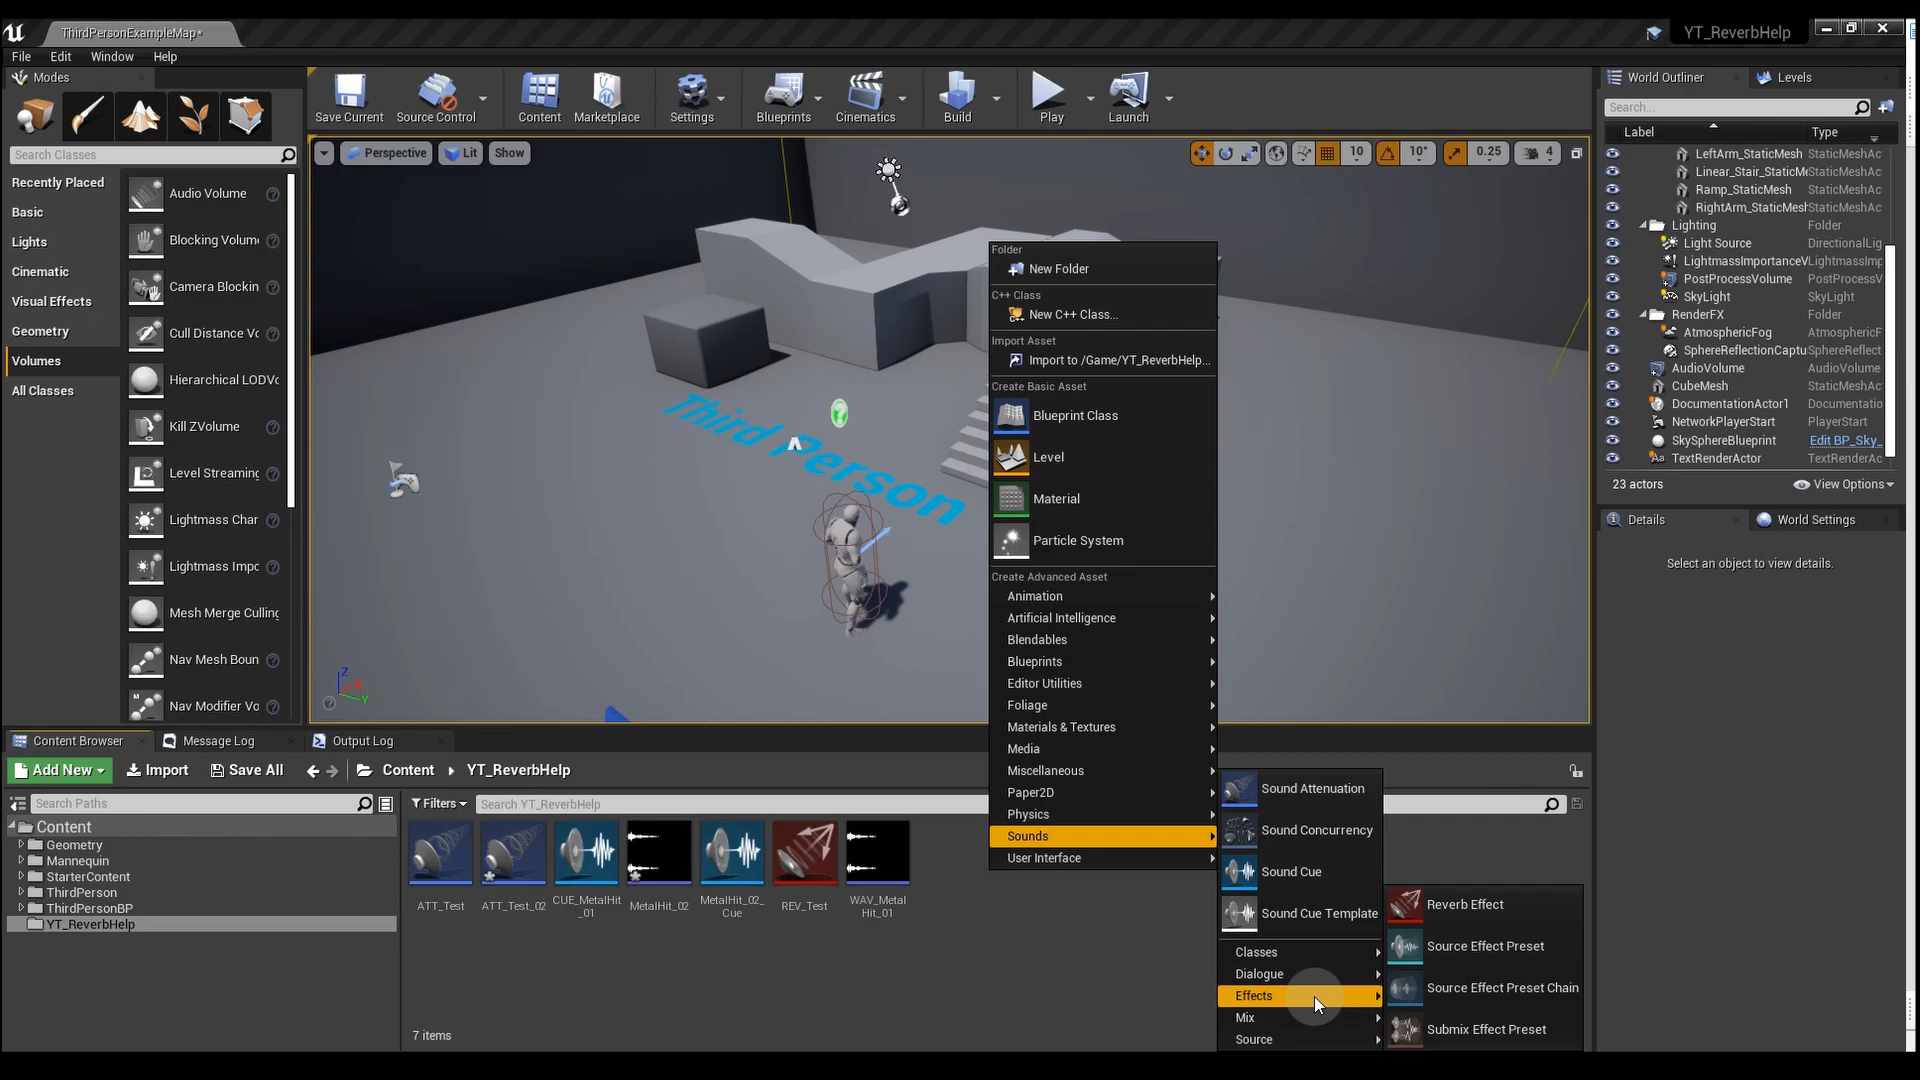 ThirdPersonExampleMap*
YT_ReverbHelp
File Edit Window Help
Modes
Search Classes
Recently Placed
Basic
Lights
Cinematic
Visual Effects
Geometry
Volumes
All Classes
Audio Volume
Blocking Volum
Camera Blockin
Cull Distance Vo
Hierarchical LODVo
Kill ZVolume
Level Streaming
Lightmass Char
Lightmass Impo
Mesh Merge Culling
Nav Mesh Boun
Nav Modifier Vo
Save Current Source Control Content Marketplace Settings Blueprints Cinematics Build Play Launch
Perspective Lit Show
10 10° 0.25 4
Third Person
Z
X
Y
Folder
New Folder
C++ Class
New C++ Class...
Import Asset
Import to /Game/YT_ReverbHelp...
Create Basic Asset
Blueprint Class
Level
Material
Particle System
Create Advanced Asset
Animation
Artificial Intelligence
Blendables
Blueprints
Editor Utilities
Foliage
Materials & Textures
Media
Miscellaneous
Paper2D
Physics
Sounds
User Interface
Sound Attenuation
Sound Concurrency
Sound Cue
Sound Cue Template
Classes
Dialogue
Effects
Mix
Source
Reverb Effect
Source Effect Preset
Source Effect Preset Chain
Submix Effect Preset
World Outliner Levels
Search...
Label Type
LeftArm_StaticMesh StaticMeshAc
Linear_Stair_StaticMe StaticMeshAc
Ramp_StaticMesh StaticMeshAc
RightArm_StaticMesh StaticMeshAc
Lighting Folder
Light Source DirectionalLig
LightmassImportanceV LightmassImp
PostProcessVolume PostProcessV
SkyLight SkyLight
RenderFX Folder
AtmosphericFog AtmosphericF
SphereReflectionCaptu SphereReflect
AudioVolume AudioVolume
CubeMesh StaticMeshAc
DocumentationActor1 Documentatio
NetworkPlayerStart PlayerStart
SkySphereBlueprint Edit BP_Sky_
TextRenderActor TextRenderAc
23 actors View Options
Details World Settings
Select an object to view details.
Content Browser Message Log Output Log
Add New Import Save All Content YT_ReverbHelp
Search Paths
Content
Geometry
Mannequin
StarterContent
ThirdPerson
ThirdPersonBP
YT_ReverbHelp
Filters Search YT_ReverbHelp
ATT_Test
ATT_Test_02
CUE_MetalHit
_01
MetalHit_02
MetalHit_02_
Cue
REV_Test
WAV_Metal
Hit_01
7 items